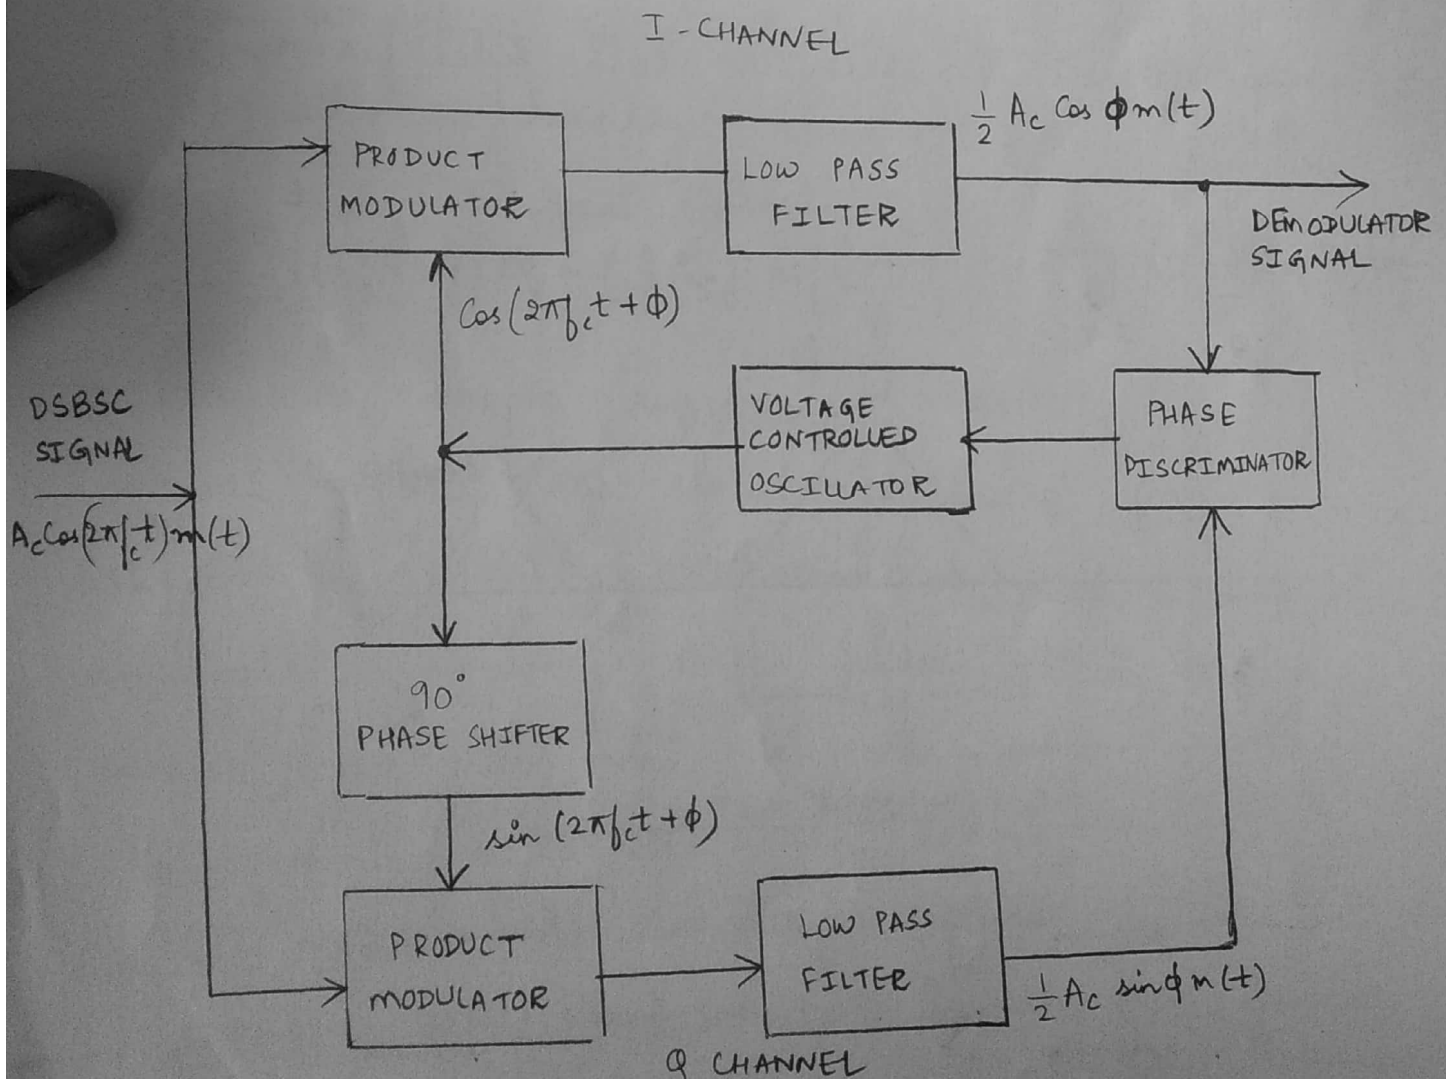 I - CHANNEL
1/2 Ac Cos ϕ m(t)
PRODUCT
MODULATOR
LOW PASS
FILTER
DEMODULATOR
SIGNAL
Cos(2πfct + ϕ)
DSBSC
SIGNAL
Ac Cos(2πfct) m(t)
VOLTAGE
CONTROLLED
OSCILLATOR
PHASE
DISCRIMINATOR
90°
PHASE SHIFTER
sin (2πfct + ϕ)
PRODUCT
MODULATOR
LOW PASS
FILTER
1/2 Ac sinϕ m(t)
Q CHANNEL